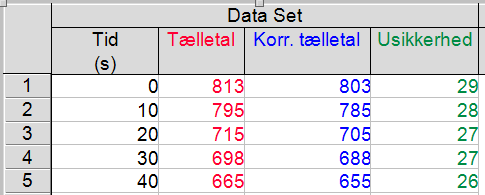 Data Set
Tid Tælletal Korr. tælletal Usikkerhed
(s)
1 0 813 803 29
2 10 795 785 28
3 20 715 705 27
4 30 698 688 27
5 40 665 655 26